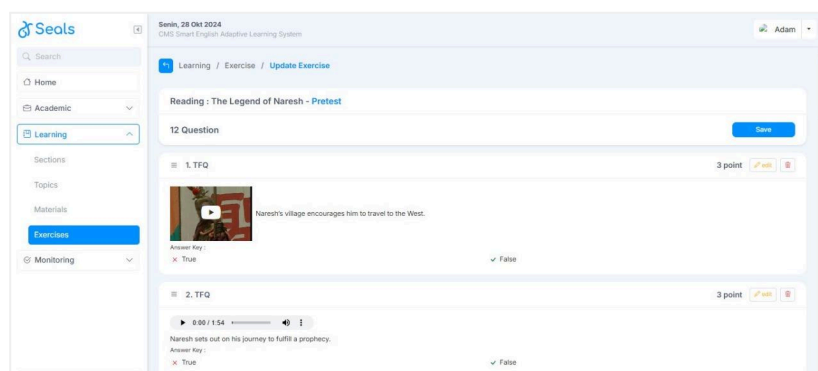 Seals
Senin, 28 Okt 2024
CMS Smart English Adaptive Learning System
Adam
Search
Home
Academic
Learning
Sections
Topics
Materials
Exercises
Monitoring
Learning / Exercise / Update Exercise
Reading : The Legend of Naresh - Pretest
12 Question
Save
1. TFQ
3 point
edit
Naresh's village encourages him to travel to the West.
Answer Key :
True
False
2. TFQ
3 point
edit
0:00 / 1:54
Naresh sets out on his journey to fulfill a prophecy.
Answer Key :
True
False